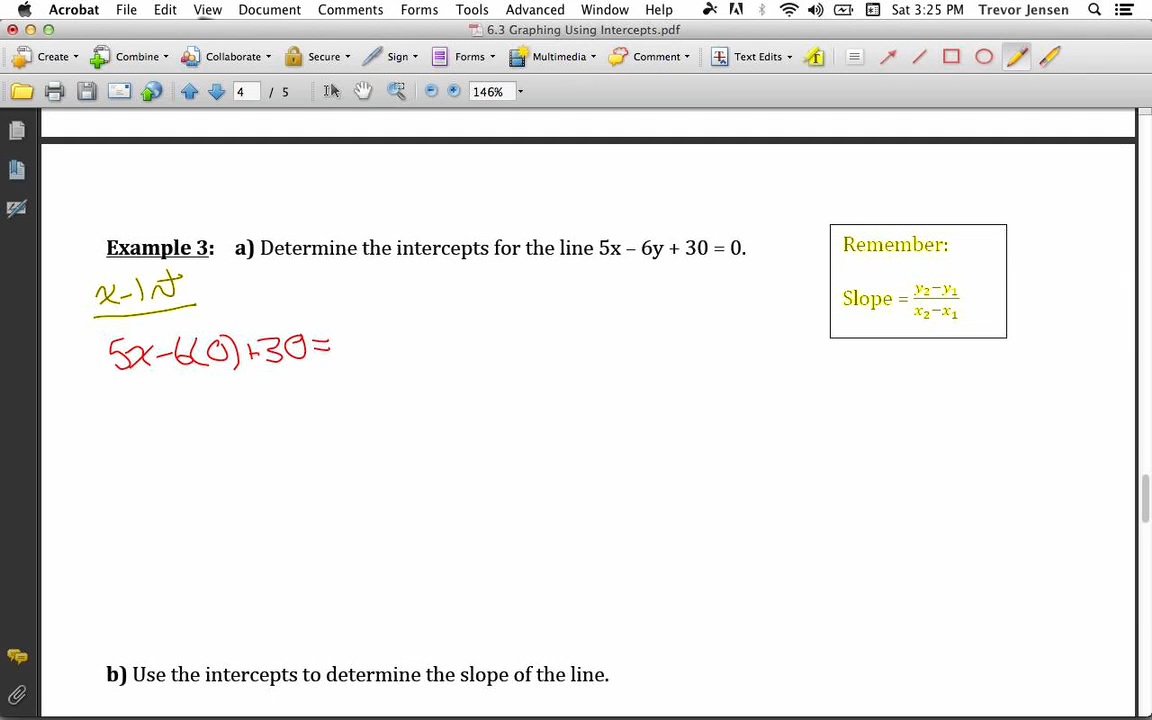 Acrobat File Edit View Document Comments Forms Tools Advanced Window Help Sat 3:25 PM Trevor Jensen
6.3 Graphing Using Intercepts.pdf
Create Combine Collaborate Secure Sign Forms Multimedia Comment Text Edits T
4 / 5 146%
Example 3: a) Determine the intercepts for the line 5x – 6y + 30 = 0.
Remember:
Slope = y₂−y₁ / x₂−x₁
x-int
5x-6(0)+30=
b) Use the intercepts to determine the slope of the line.